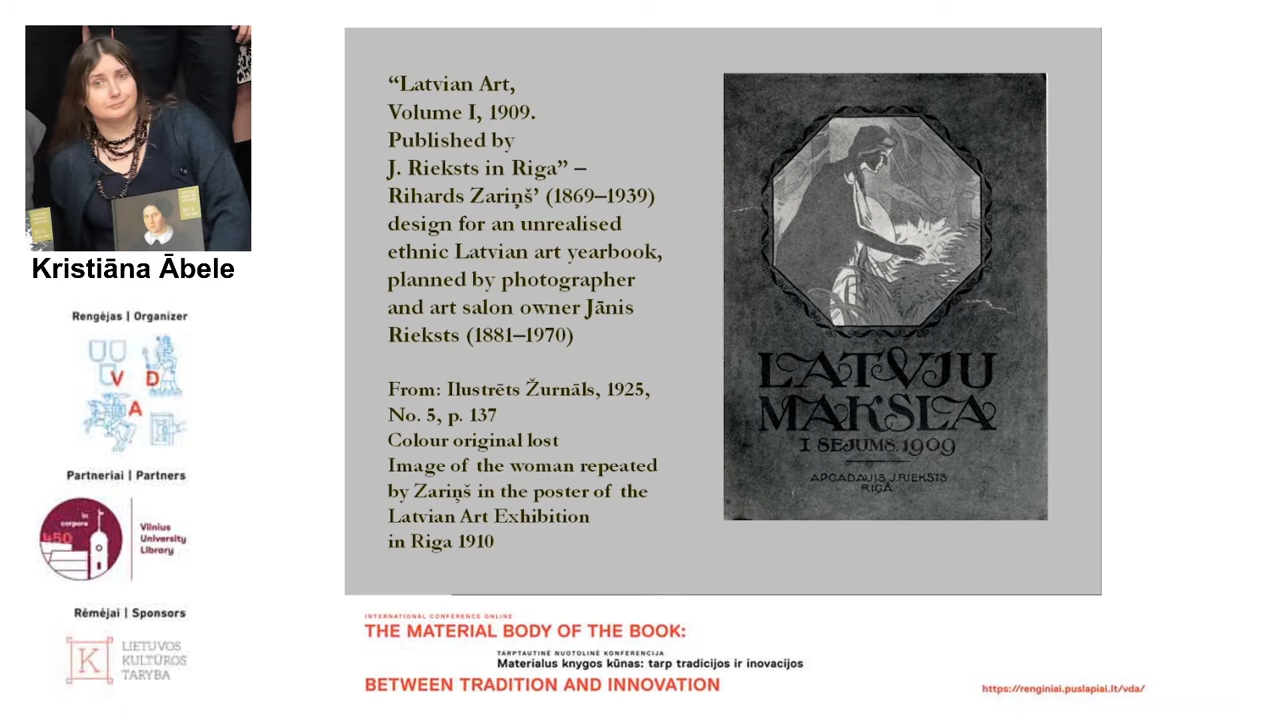 Kristiāna Ābele
Rengėjas | Organizer
V D
A
Partneriai | Partners
in
corpore
450
Vilnius
University
Library
Rėmėjai | Sponsors
K
LIETUVOS
KULTŪROS
TARYBA
“Latvian Art,
Volume I, 1909.
Published by
J. Rieksts in Riga” –
Rihards Zariņš’ (1869–1939)
design for an unrealised
ethnic Latvian art yearbook,
planned by photographer
and art salon owner Jānis
Rieksts (1881–1970)
From: Ilustrēts Žurnāls, 1925,
No. 5, p. 137
Colour original lost
Image of the woman repeated
by Zariņš in the poster of the
Latvian Art Exhibition
in Riga 1910
LATVJU
MAKSLA
I SEJUMS. 1909
APGADAJIS J. RIEKSTS
RIGĀ
INTERNATIONAL CONFERENCE ONLINE
THE MATERIAL BODY OF THE BOOK:
TARPTAUTINĖ NUOTOLINĖ KONFERENCIJA
Materialus knygos kūnas: tarp tradicijos ir inovacijos
BETWEEN TRADITION AND INNOVATION
https://renginiai.puslapiai.lt/vda/